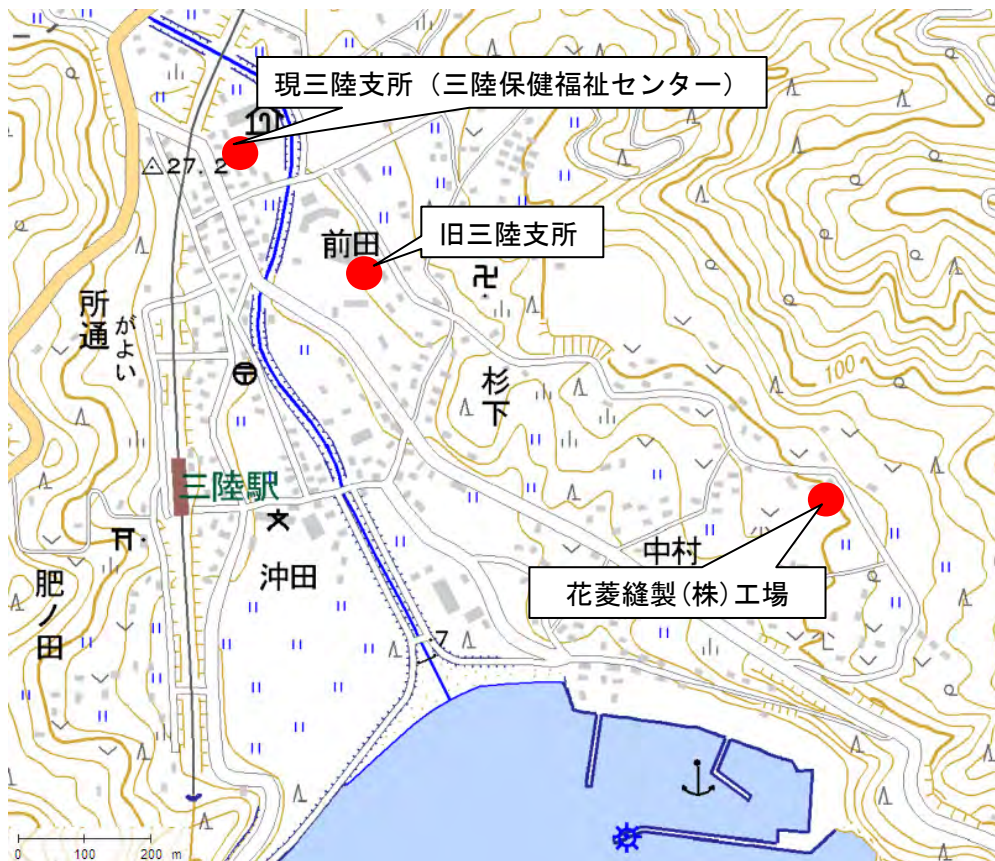 現三陸支所（三陸保健福祉センター）
△27.2
旧三陸支所
前田
所通
がよい
杉下
100
三陸駅
中村
沖田
花菱縫製(株)工場
肥ノ田
7
0 100 200 m